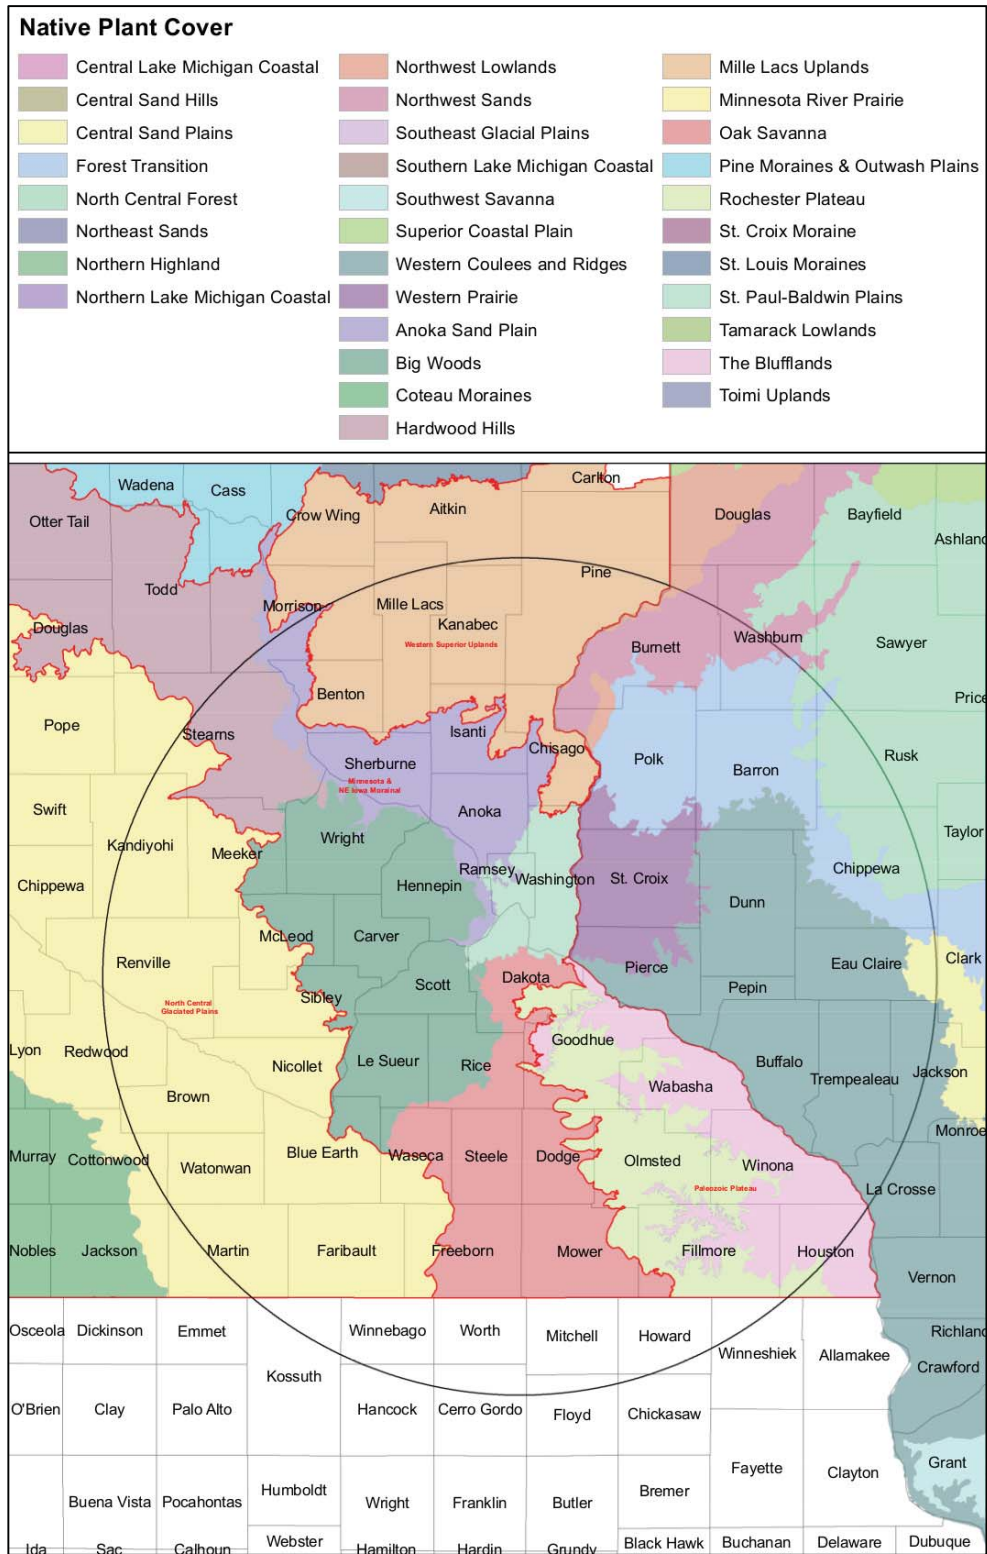 Native Plant Cover
Central Lake Michigan Coastal
Central Sand Hills
Central Sand Plains
Forest Transition
North Central Forest
Northeast Sands
Northern Highland
Northern Lake Michigan Coastal
Northwest Lowlands
Northwest Sands
Southeast Glacial Plains
Southern Lake Michigan Coastal
Southwest Savanna
Superior Coastal Plain
Western Coulees and Ridges
Western Prairie
Anoka Sand Plain
Big Woods
Coteau Moraines
Hardwood Hills
Mille Lacs Uplands
Minnesota River Prairie
Oak Savanna
Pine Moraines & Outwash Plains
Rochester Plateau
St. Croix Moraine
St. Louis Moraines
St. Paul-Baldwin Plains
Tamarack Lowlands
The Blufflands
Toimi Uplands
Carlton
Wadena
Cass
Otter Tail
Crow Wing
Aitkin
Douglas
Bayfield
Ashland
Pine
Todd
Morrison
Mille Lacs
Kanabec
Douglas
Western Superior Uplands
Burnett
Washburn
Sawyer
Benton
Price
Pope
Stearns
Isanti
Chisago
Sherburne
Polk
Barron
Rusk
Minnesota &
NE Iowa Morainal
Swift
Anoka
Kandiyohi
Meeker
Wright
Taylor
Chippewa
Hennepin
Ramsey
Washington
St. Croix
Chippewa
Dunn
McLeod
Carver
Renville
Scott
Dakota
Pierce
Eau Claire
Clark
Pepin
Sibley
North Central
Glaciated Plains
Lyon
Redwood
Nicollet
Le Sueur
Rice
Goodhue
Wabasha
Buffalo
Trempealeau
Jackson
Brown
Monroe
Murray
Cottonwood
Watonwan
Blue Earth
Waseca
Steele
Dodge
Olmsted
Winona
Paleozoic Plateau
La Crosse
Nobles
Jackson
Martin
Faribault
Freeborn
Mower
Fillmore
Houston
Vernon
Osceola
Dickinson
Emmet
Winnebago
Worth
Mitchell
Howard
Winneshiek
Allamakee
Richland
Crawford
Kossuth
O'Brien
Clay
Palo Alto
Hancock
Cerro Gordo
Floyd
Chickasaw
Fayette
Clayton
Grant
Buena Vista
Pocahontas
Humboldt
Wright
Franklin
Butler
Bremer
Ida
Sac
Calhoun
Webster
Hamilton
Hardin
Grundy
Black Hawk
Buchanan
Delaware
Dubuque